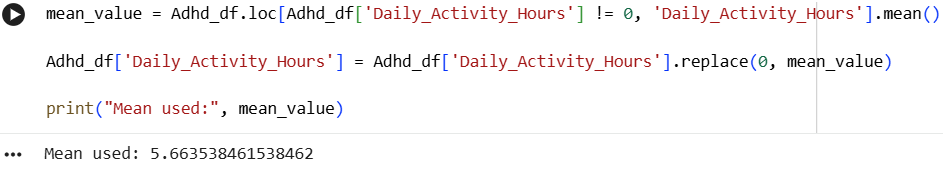 mean_value = Adhd_df.loc[Adhd_df['Daily_Activity_Hours'] != 0, 'Daily_Activity_Hours'].mean()
Adhd_df['Daily_Activity_Hours'] = Adhd_df['Daily_Activity_Hours'].replace(0, mean_value)
print("Mean used:", mean_value)
Mean used: 5.663538461538462